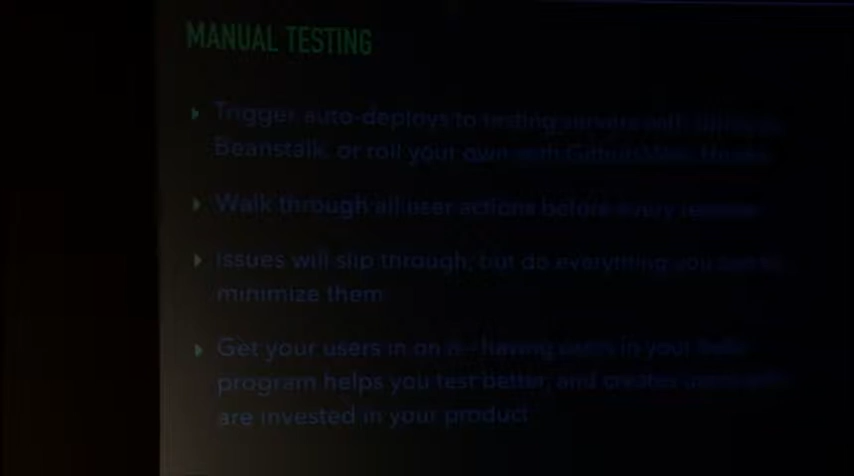 MANUAL TESTING
Trigger auto-deploys to testing servers with
Beanstalk, or roll your own with
Walk through all user actions before every release
Issues will slip through, but do everything you can to
minimize them
Get your users in on it - having users in your beta
program helps you test better, and creates users who
are invested in your product